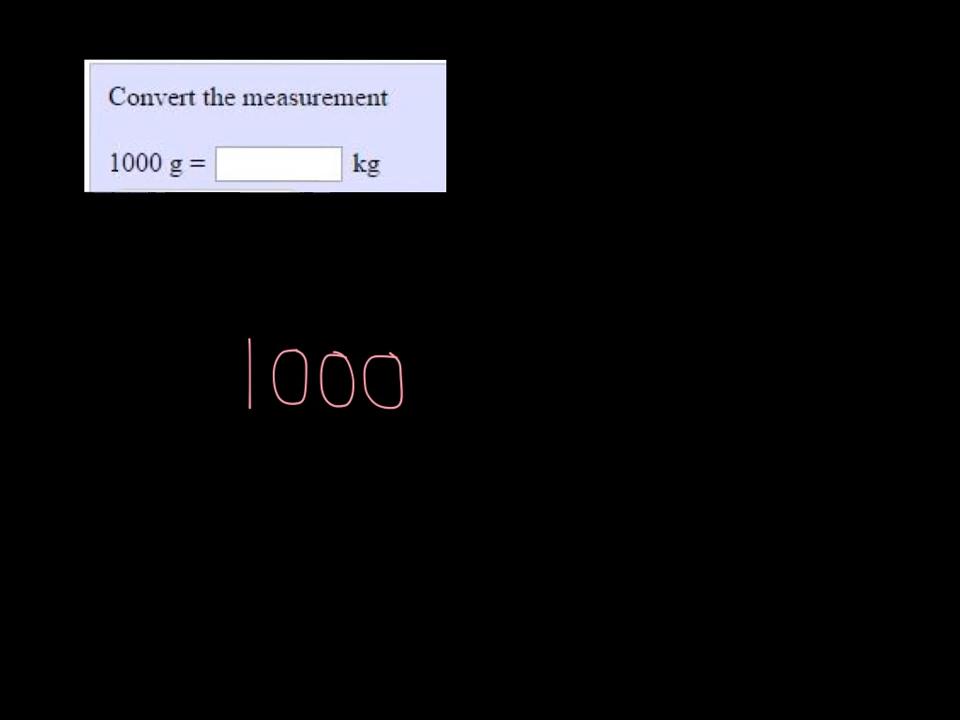 Convert the measurement
1000 g = kg
1000